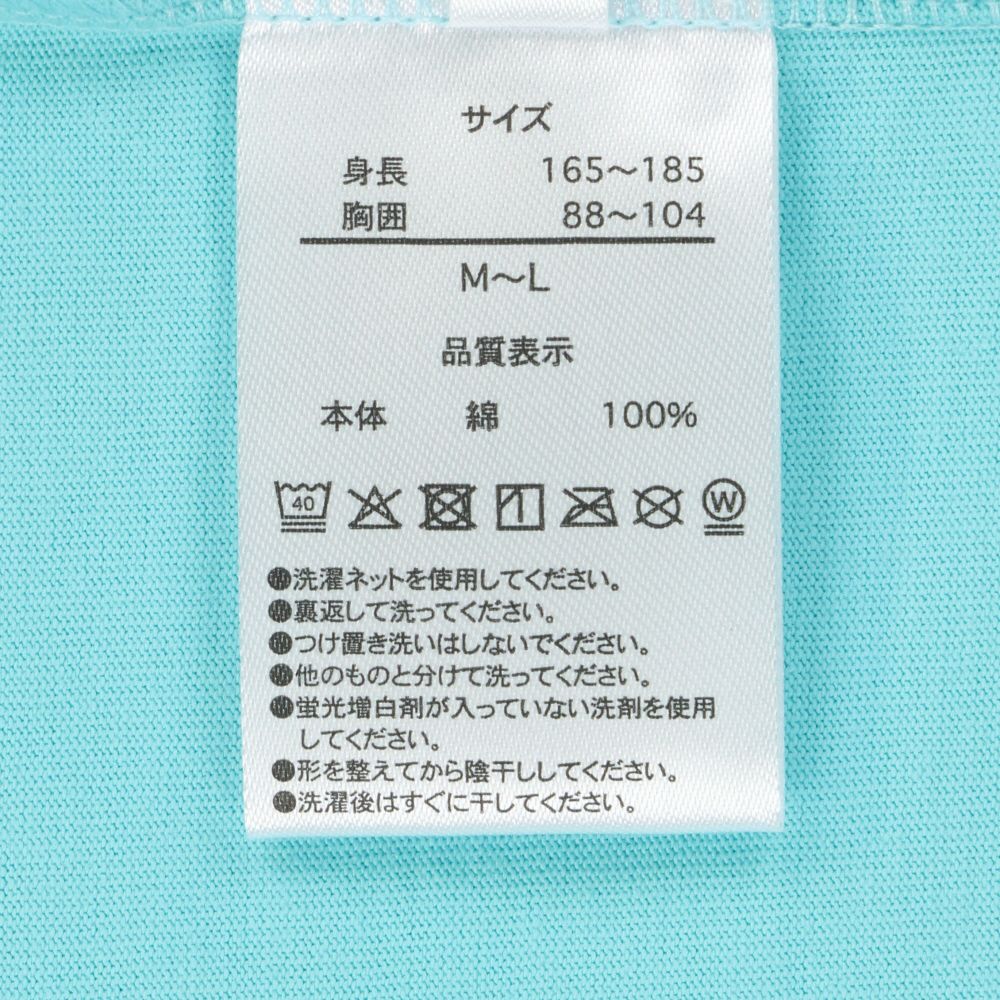 サイズ
身長 165～185
胸囲 88～104
M～L
品質表示
本体 綿 100%
40 W
●洗濯ネットを使用してください。
●裏返して洗ってください。
●つけ置き洗いはしないでください。
●他のものと分けて洗ってください。
●蛍光増白剤が入っていない洗剤を使用
してください。
●形を整えてから陰干ししてください。
●洗濯後はすぐに干してください。